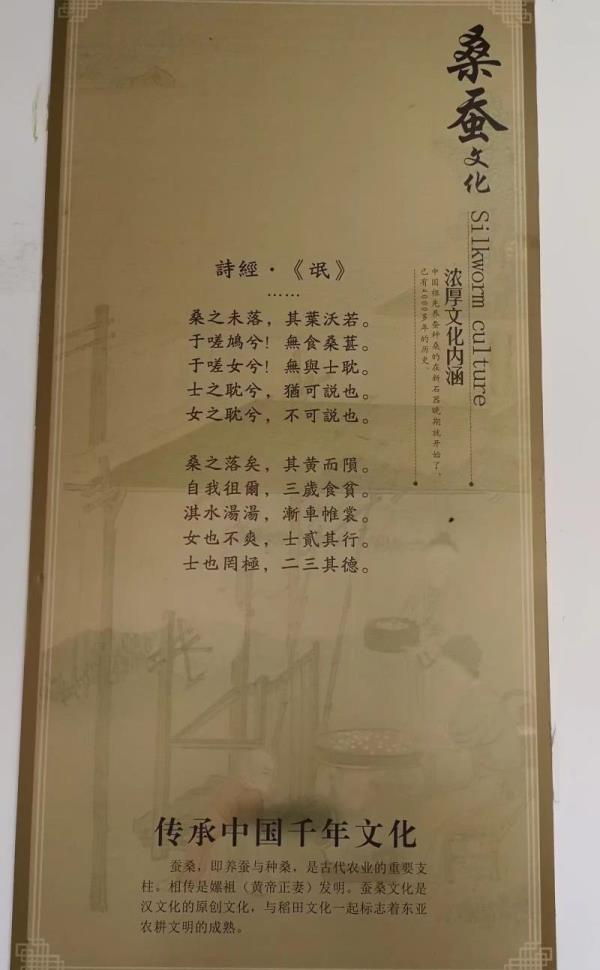 桑蚕文化
Silkworm culture
浓厚文化内涵
中国祖先养蚕种桑的在新石器晚期就开始了，
已有4000多年的历史。
詩經·《氓》
……
桑之未落，其葉沃若。
于嗟鳩兮！無食桑葚。
于嗟女兮！無與士耽。
士之耽兮，猶可説也。
女之耽兮，不可説也。
桑之落矣，其黄而隕。
自我徂爾，三歲食貧。
淇水湯湯，漸車帷裳。
女也不爽，士貳其行。
士也罔極，二三其德。
传承中国千年文化
蚕桑，即养蚕与种桑，是古代农业的重要支
柱。相传是嫘祖（黄帝正妻）发明。蚕桑文化是
汉文化的原创文化，与稻田文化一起标志着东亚
农耕文明的成熟。